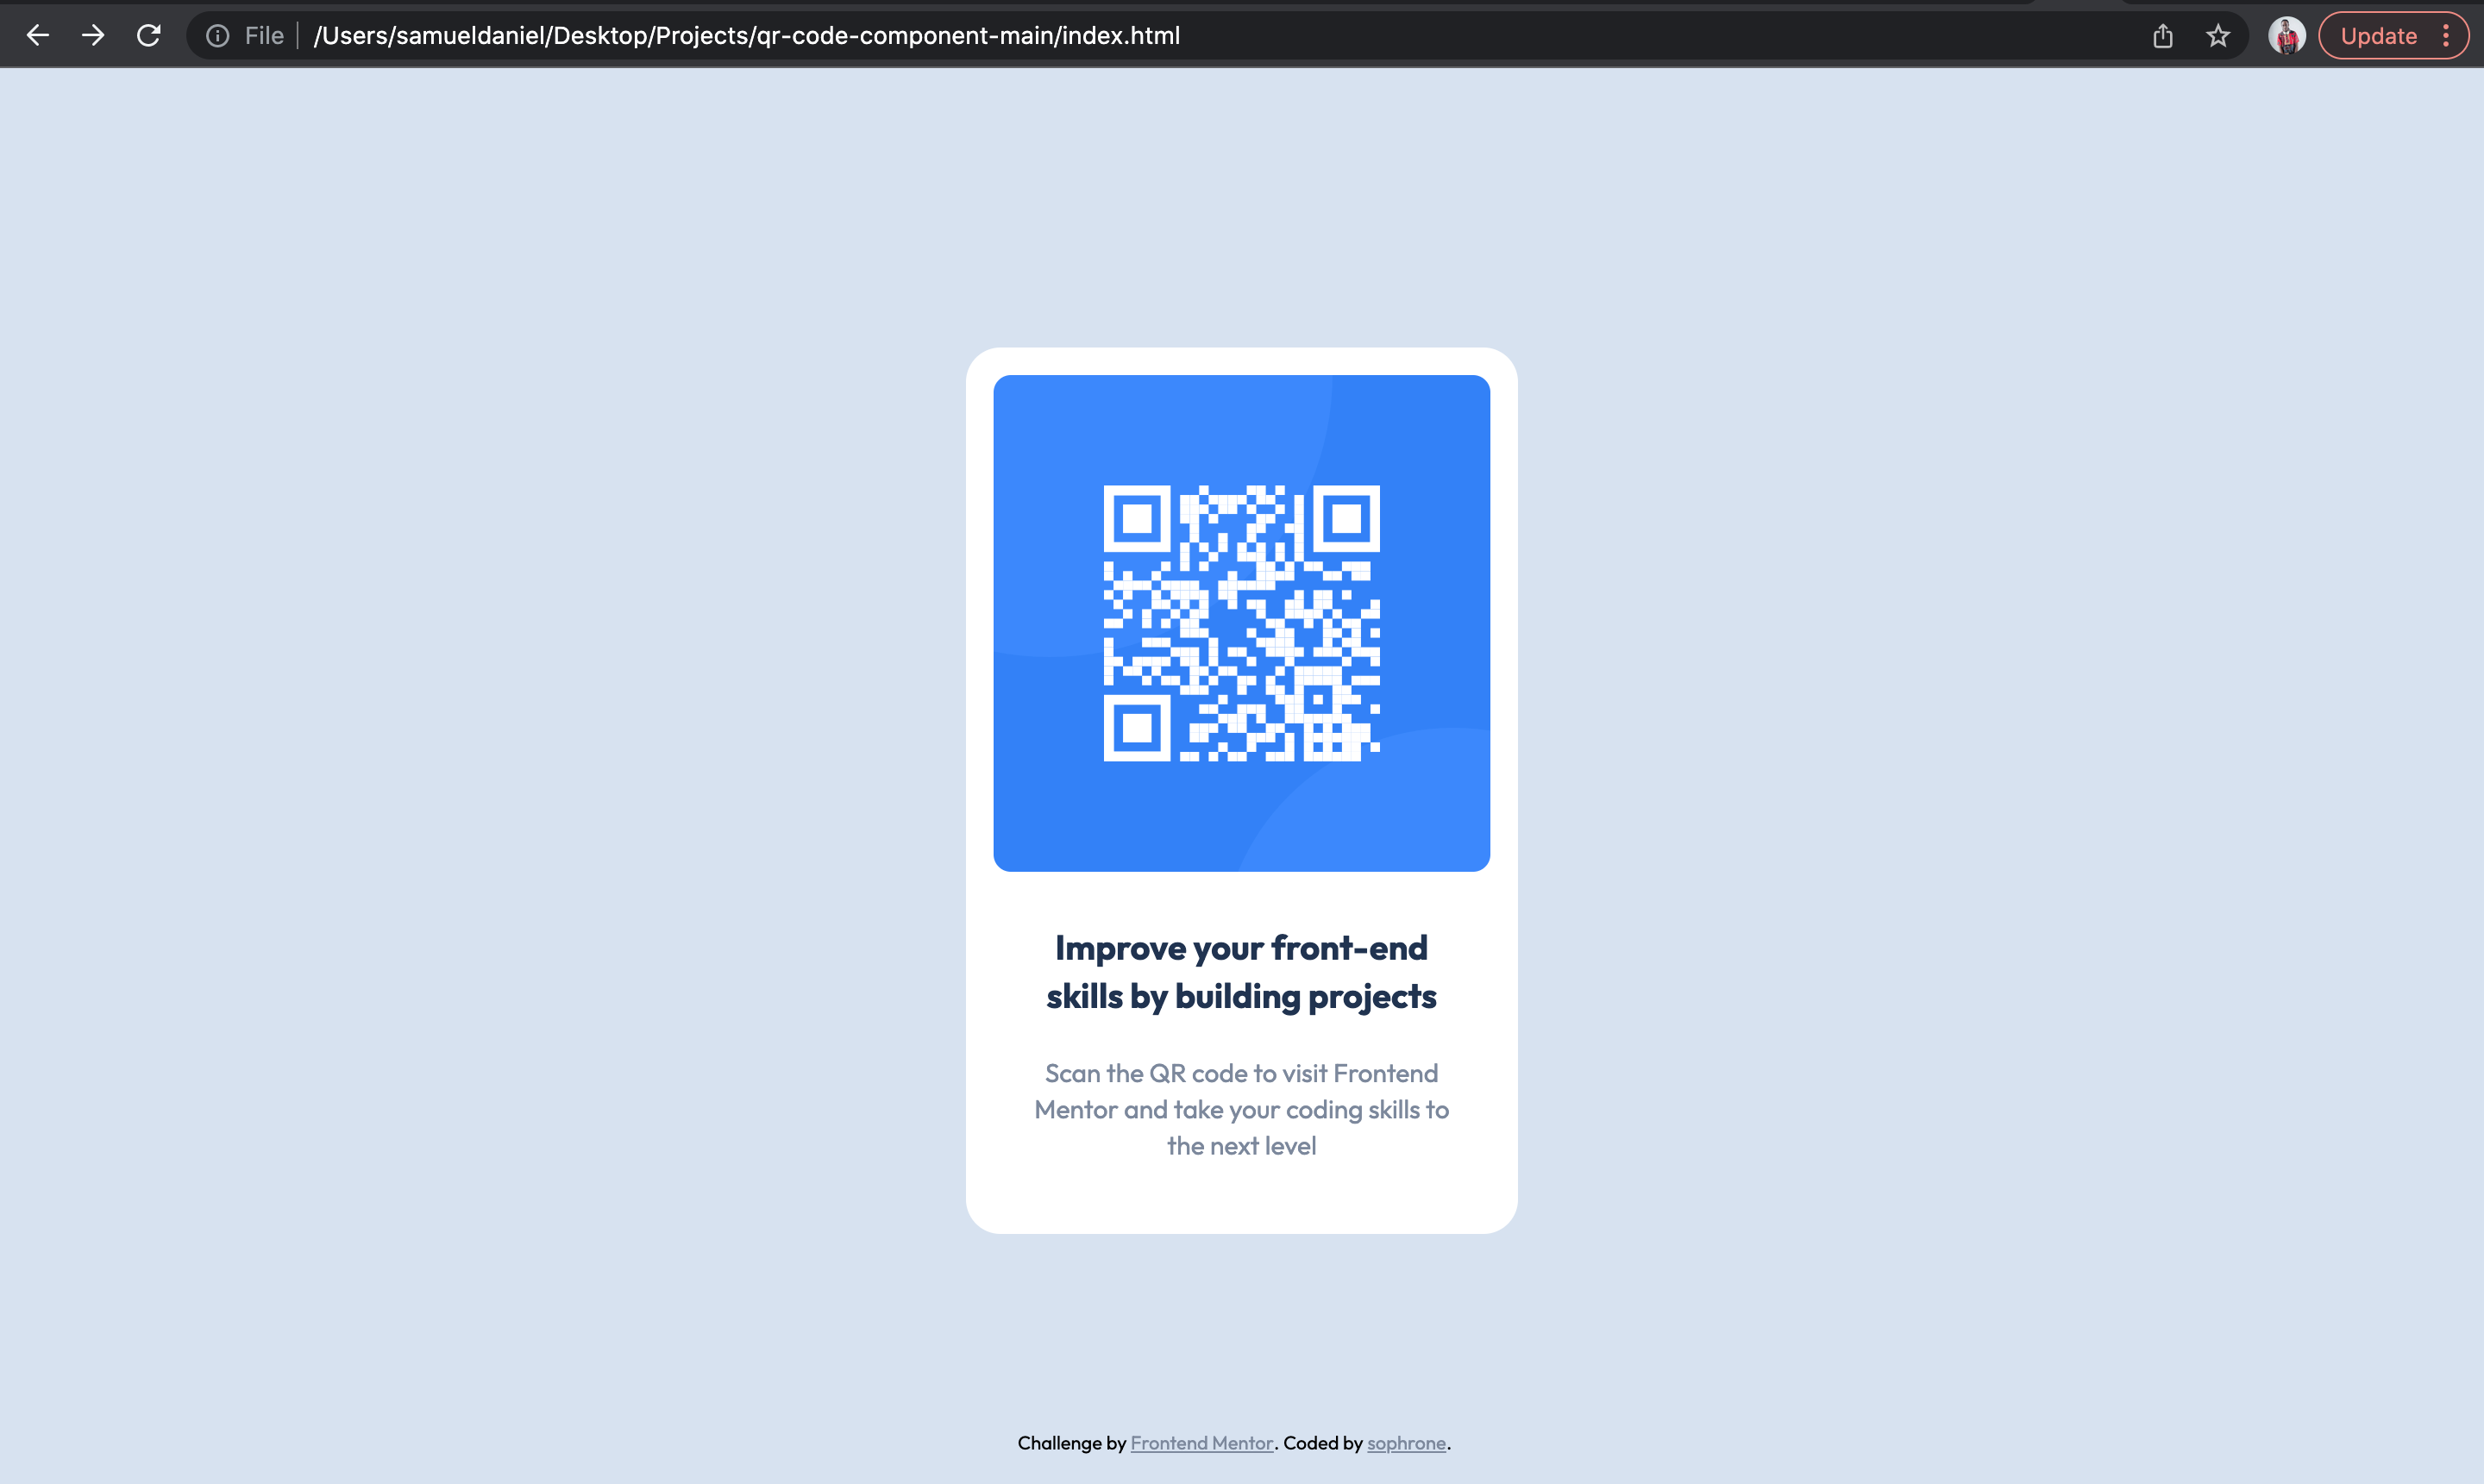 File /Users/samueldaniel/Desktop/Projects/qr-code-component-main/index.html
Update
Improve your front-end
skills by building projects
Scan the QR code to visit Frontend
Mentor and take your coding skills to
the next level
Challenge by Frontend Mentor. Coded by sophrone.